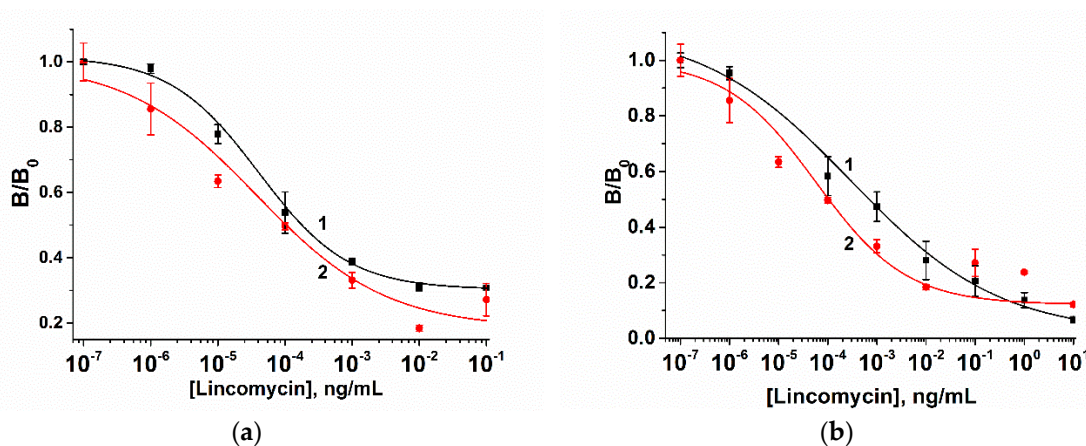 1.0
0.8
0.6
0.4
0.2
B/B₀
1
2
10⁻⁷ 10⁻⁶ 10⁻⁵ 10⁻⁴ 10⁻³ 10⁻² 10⁻¹
[Lincomycin], ng/mL
(a)
1.0
0.8
0.6
0.4
0.2
0.0
B/B₀
1
2
10⁻⁷ 10⁻⁶ 10⁻⁵ 10⁻⁴ 10⁻³ 10⁻² 10⁻¹ 10⁰ 10¹
[Lincomycin], ng/mL
(b)